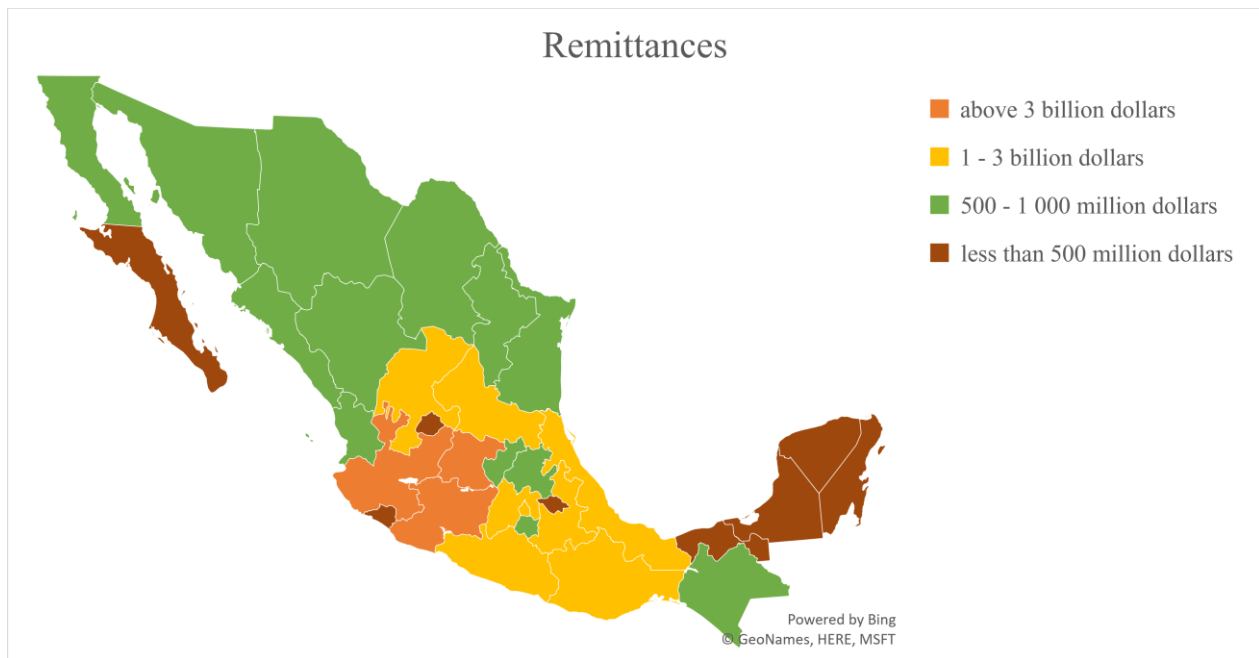 Remittances
above 3 billion dollars
1 - 3 billion dollars
500 - 1 000 million dollars
less than 500 million dollars
Powered by Bing
© GeoNames, HERE, MSFT